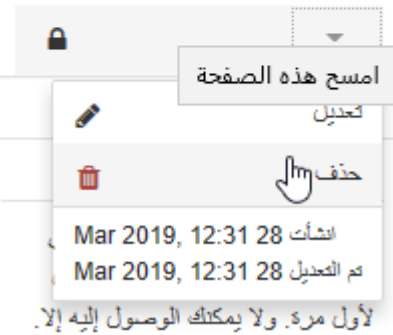 امسح هذه الصفحة
تعديل
حذف
انشأت 28 Mar 2019, 12:31
تم التعديل 28 Mar 2019, 12:31
لأول مرة. ولا يمكنك الوصول إليه إلا.